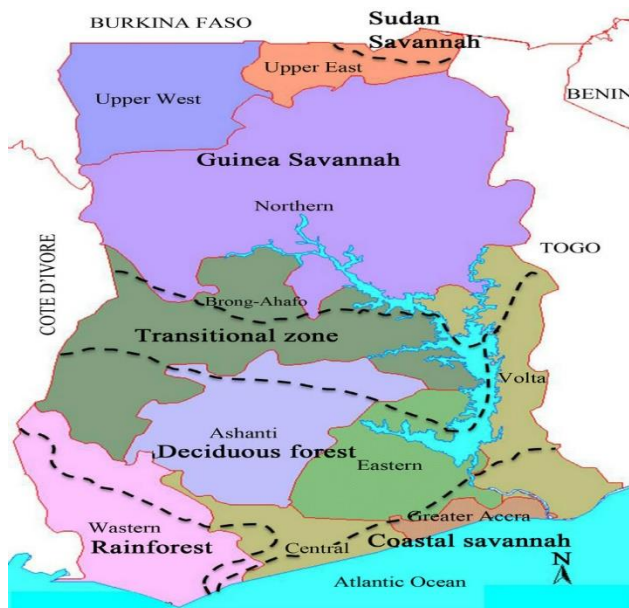 BURKINA FASO
Sudan
Savannah
Upper East
Upper West
BENIN
Guinea Savannah
Northern
COTE D'IVORE
TOGO
Brong-Ahafo
Transitional zone
Volta
Ashanti
Deciduous forest
Eastern
Wastern
Rainforest
Greater Accra
Central
Coastal savannah
N
Atlantic Ocean